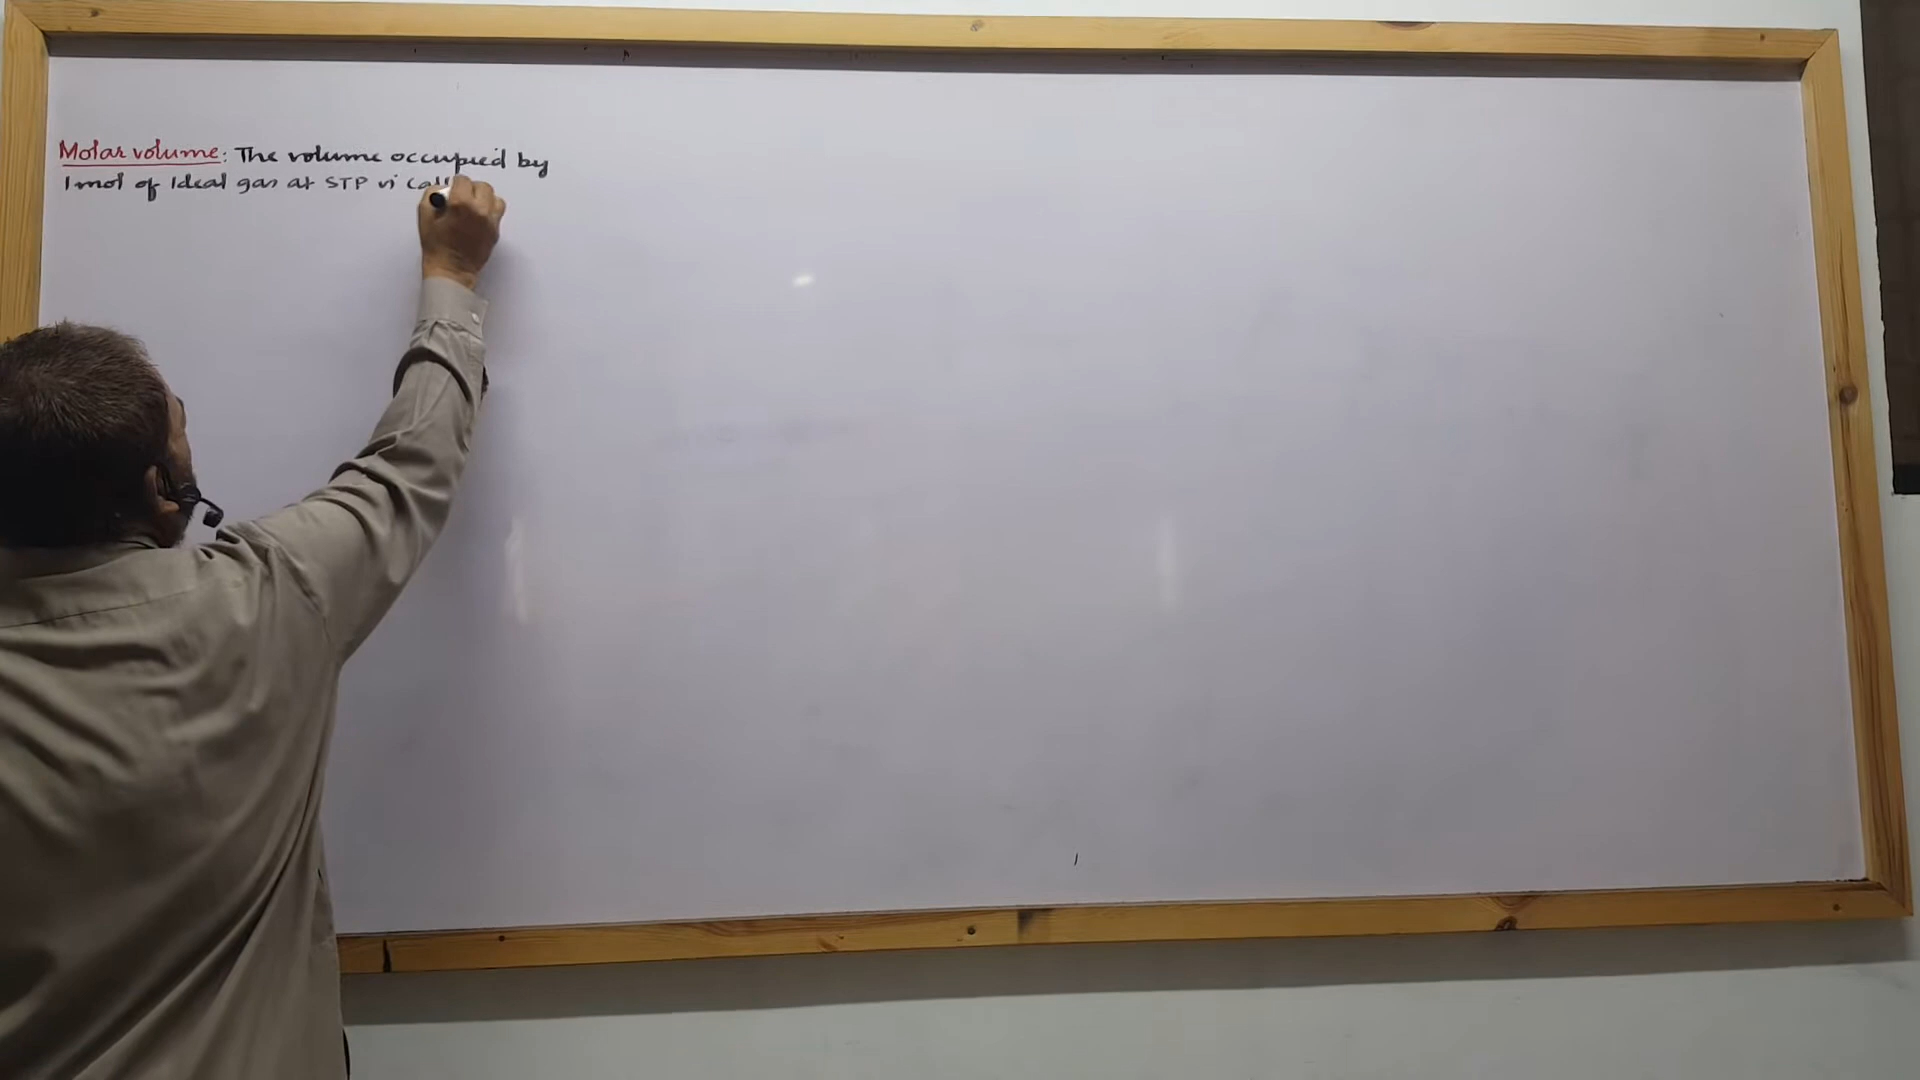 Molar volume: The volume occupied by
1mol of Ideal gas at STP is